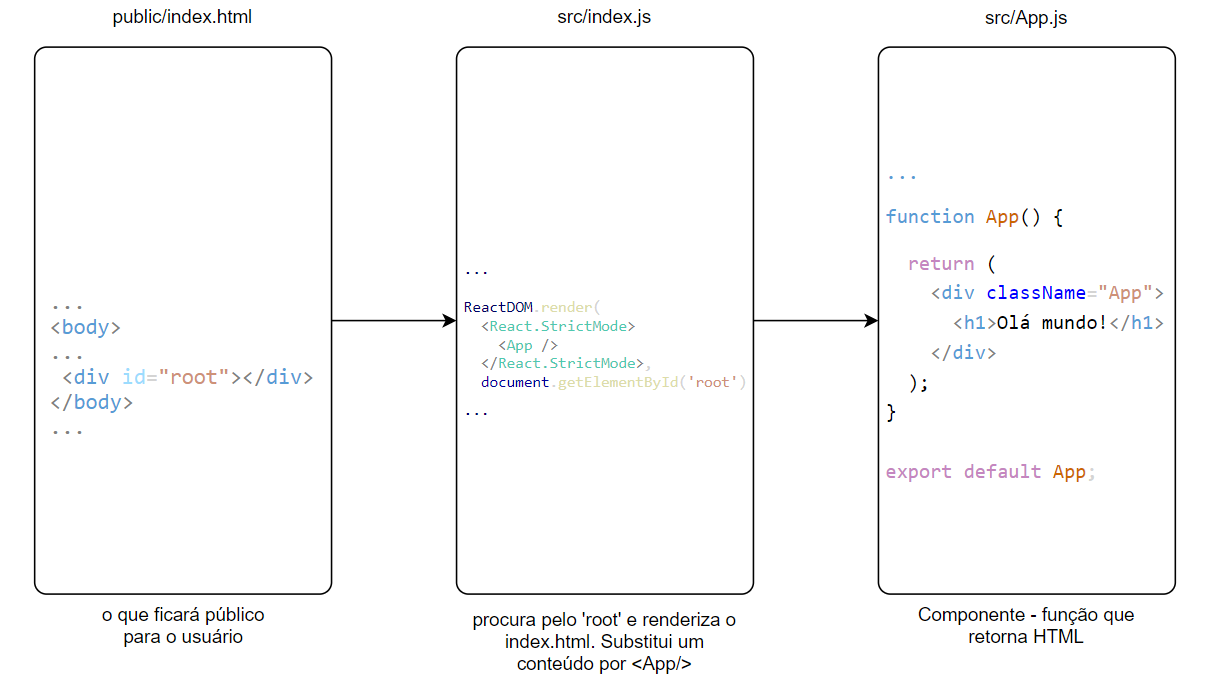 public/index.html
...
<body>
...
<div id="root"></div>
</body>
...
o que ficará público
para o usuário
src/index.js
...
ReactDOM.render(
<React.StrictMode>
<App />
</React.StrictMode>,
document.getElementById('root')
...
procura pelo 'root' e renderiza o
index.html. Substitui um
conteúdo por <App/>
src/App.js
...
function App() {
return (
<div className="App">
<h1>Olá mundo!</h1>
</div>
);
}
export default App;
Componente - função que
retorna HTML